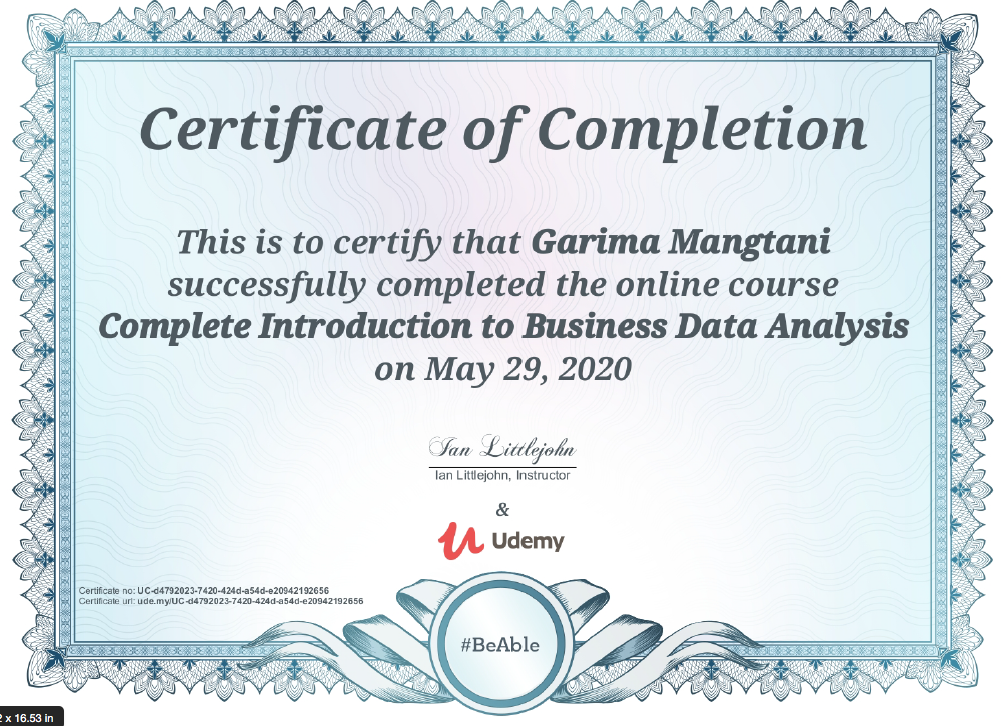 Certificate of Completion
This is to certify that Garima Mangtani
successfully completed the online course
Complete Introduction to Business Data Analysis
on May 29, 2020
Ian Littlejohn
Ian Littlejohn, Instructor
&
Udemy
Certificate no: UC-d4792023-7420-424d-a54d-e20942192656
Certificate url: ude.my/UC-d4792023-7420-424d-a54d-e20942192656
#BeAble
2 x 16.53 in